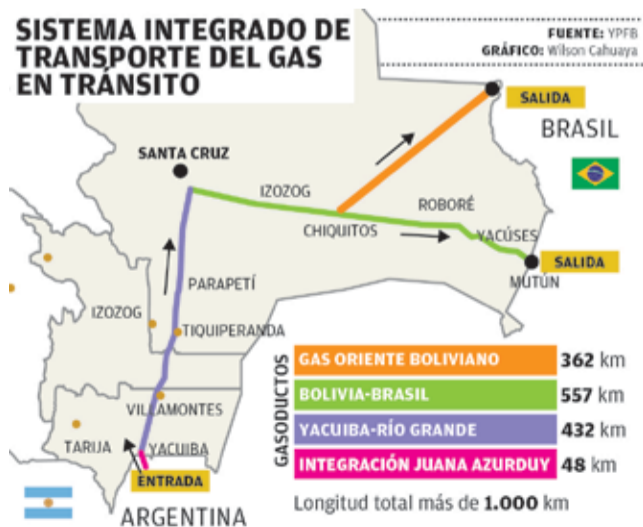 SISTEMA INTEGRADO DE
TRANSPORTE DEL GAS
EN TRÁNSITO
FUENTE: YPFB
GRÁFICO: Wilson Cahuaya
SALIDA
BRASIL
SANTA CRUZ
IZOZOG
ROBORÉ
CHIQUITOS
YACÚSES
SALIDA
MUTÚN
PARAPETÍ
IZOZOG
TIQUIPERANDA
VILLAMONTES
TARIJA
YACUIBA
ENTRADA
ARGENTINA
GASODUCTOS
GAS ORIENTE BOLIVIANO 362 km
BOLIVIA-BRASIL 557 km
YACUIBA-RÍO GRANDE 432 km
INTEGRACIÓN JUANA AZURDUY 48 km
Longitud total más de 1.000 km